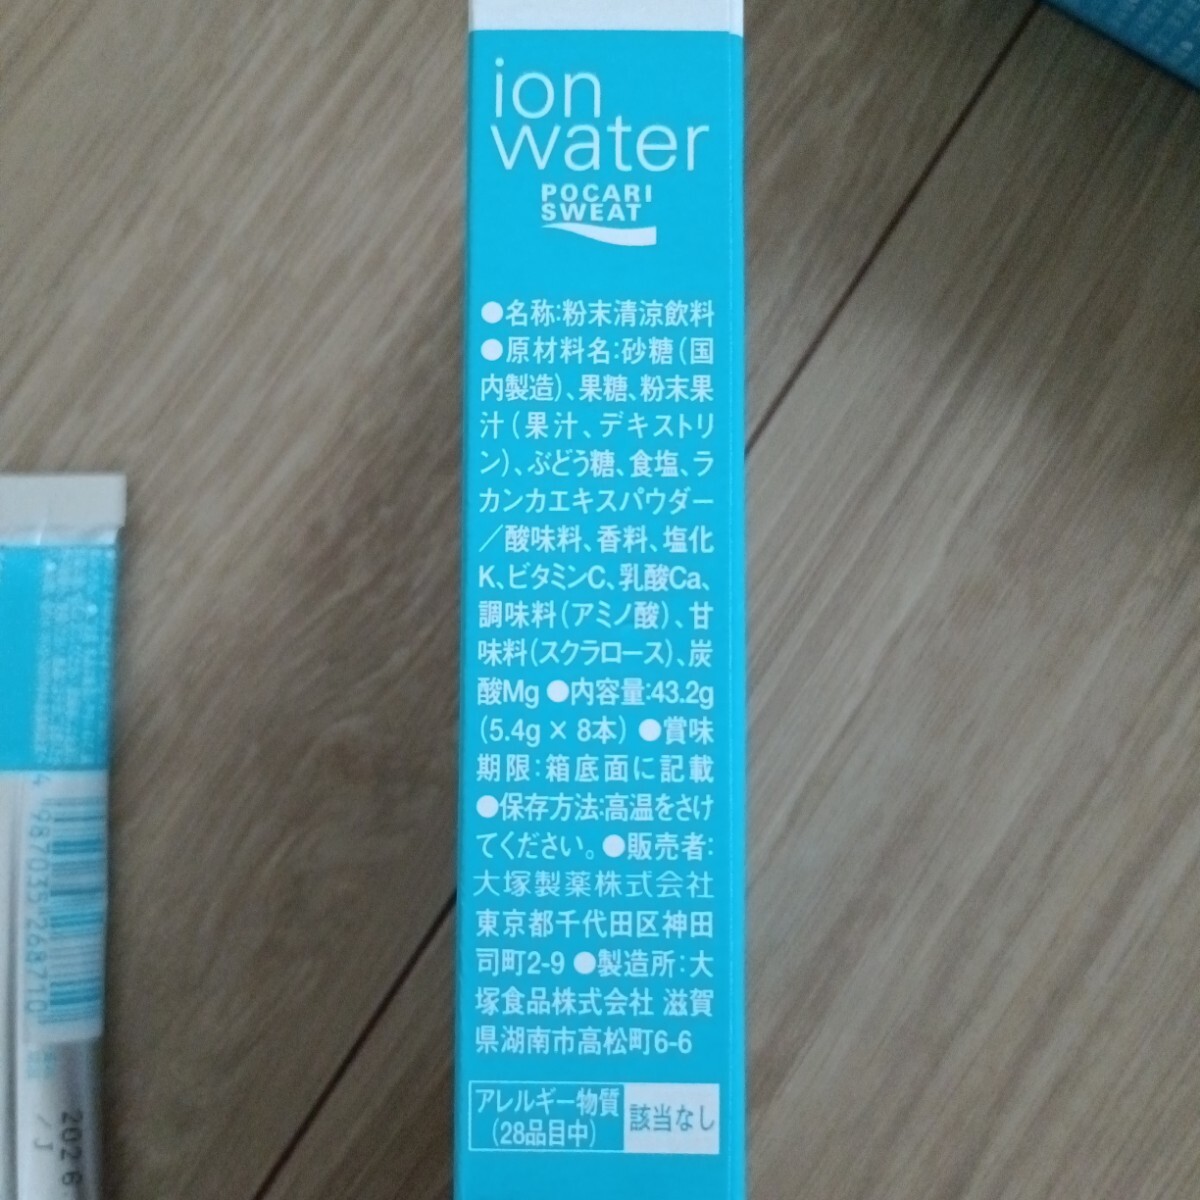 ion
water
POCARI
SWEAT
●名称:粉末清涼飲料
●原材料名:砂糖(国
内製造)、果糖、粉末果
汁(果汁、デキストリ
ン)、ぶどう糖、食塩、ラ
カンカエキスパウダー
/酸味料、香料、塩化
K、ビタミンC、乳酸Ca、
調味料(アミノ酸)、甘
味料(スクラロース)、炭
酸Mg ●内容量:43.2g
(5.4g × 8本) ●賞味
期限:箱底面に記載
●保存方法:高温をさけ
てください。●販売者:
大塚製薬株式会社
東京都千代田区神田
司町2-9 ●製造所:大
塚食品株式会社 滋賀
県湖南市高松町6-6
アレルギー物質
(28品目中)
該当なし
4 987035 268710
2026
/J